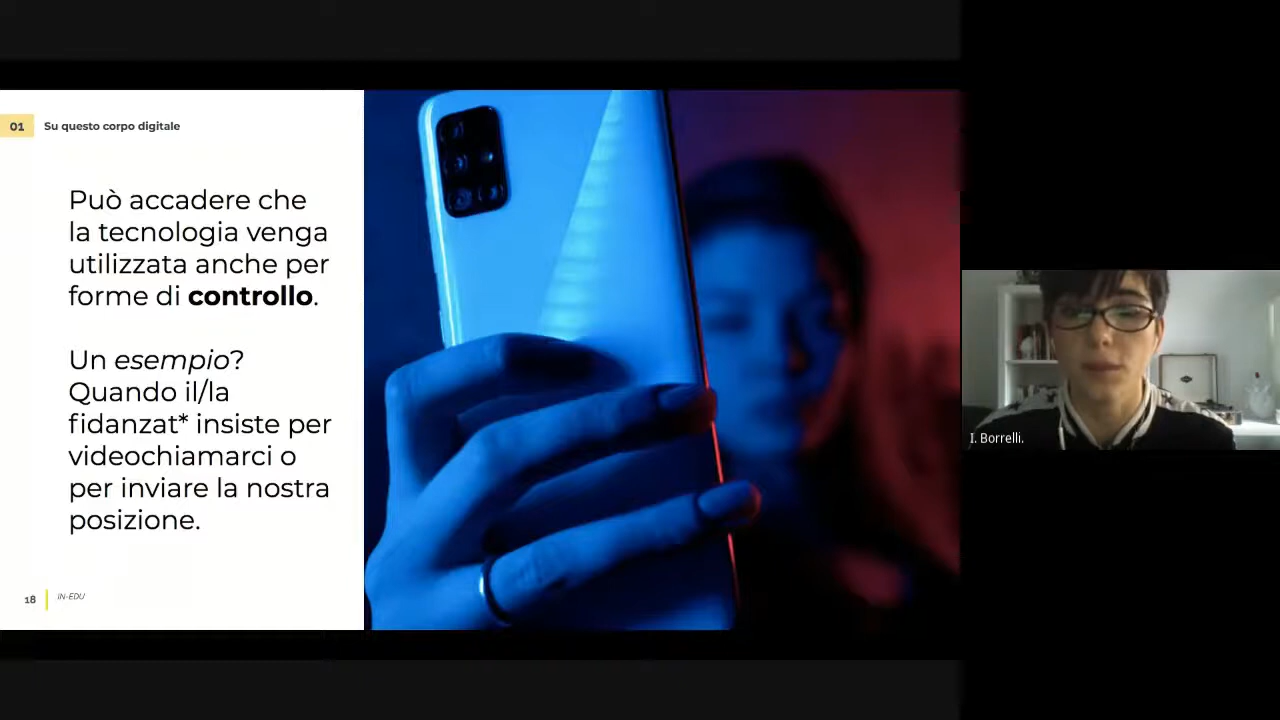 01 Su questo corpo digitale
Può accadere che
la tecnologia venga
utilizzata anche per
forme di controllo.
Un esempio?
Quando il/la
fidanzat* insiste per
videochiamarci o
per inviare la nostra
posizione.
18 IN-EDU
I. Borrelli.